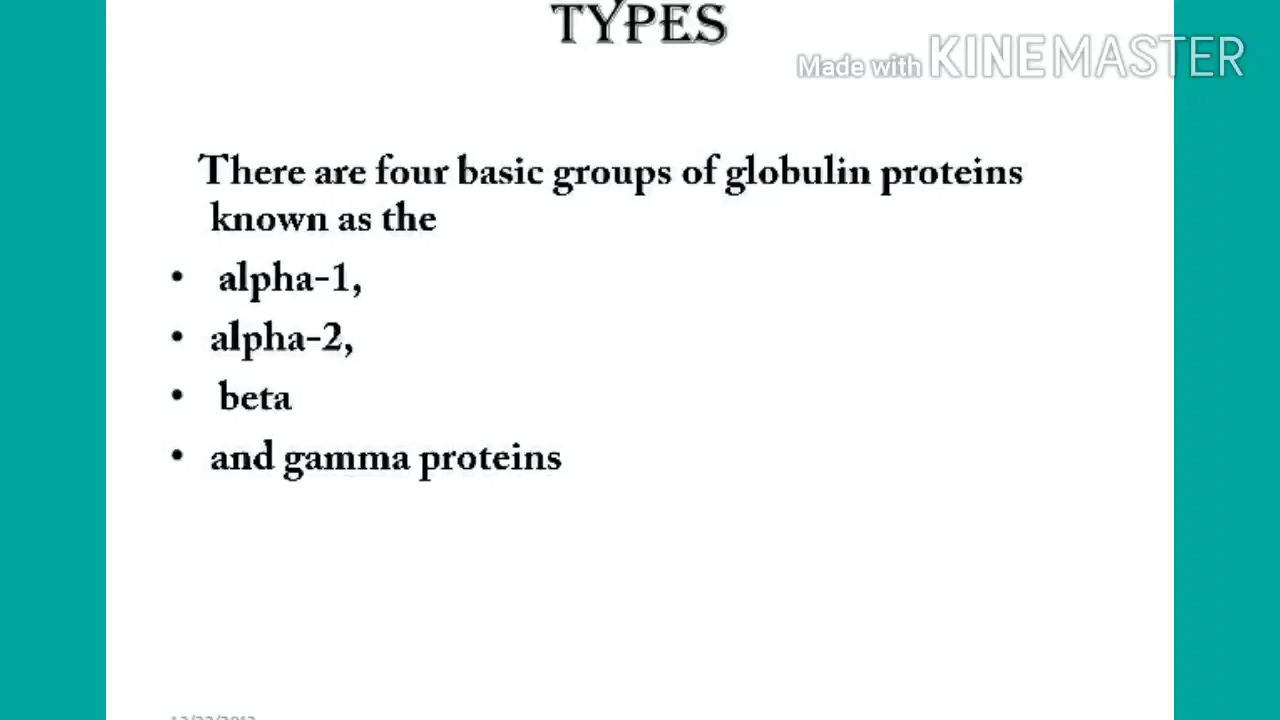 TYPES
Made with KINEMASTER
There are four basic groups of globulin proteins
known as the
• alpha-1,
• alpha-2,
• beta
• and gamma proteins